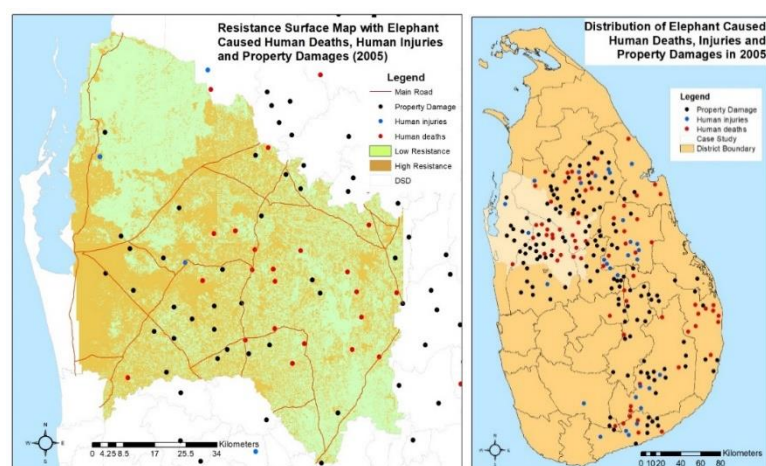 Resistance Surface Map with Elephant
Caused Human Deaths, Human Injuries
and Property Damages (2005)
Legend
Main Road
Property Damage
Human injuries
Human deaths
Low Resistance
High Resistance
DSD
N
W
E
S
Kilometers
0 4.25 8.5 17 25.5 34
Distribution of Elephant Caused
Human Deaths, Injuries and
Property Damages in 2005
Legend
Property Damage
Human injuries
Human deaths
Case Study
District Boundary
N
W
E
S
Kilometers
0 10 20 40 60 80